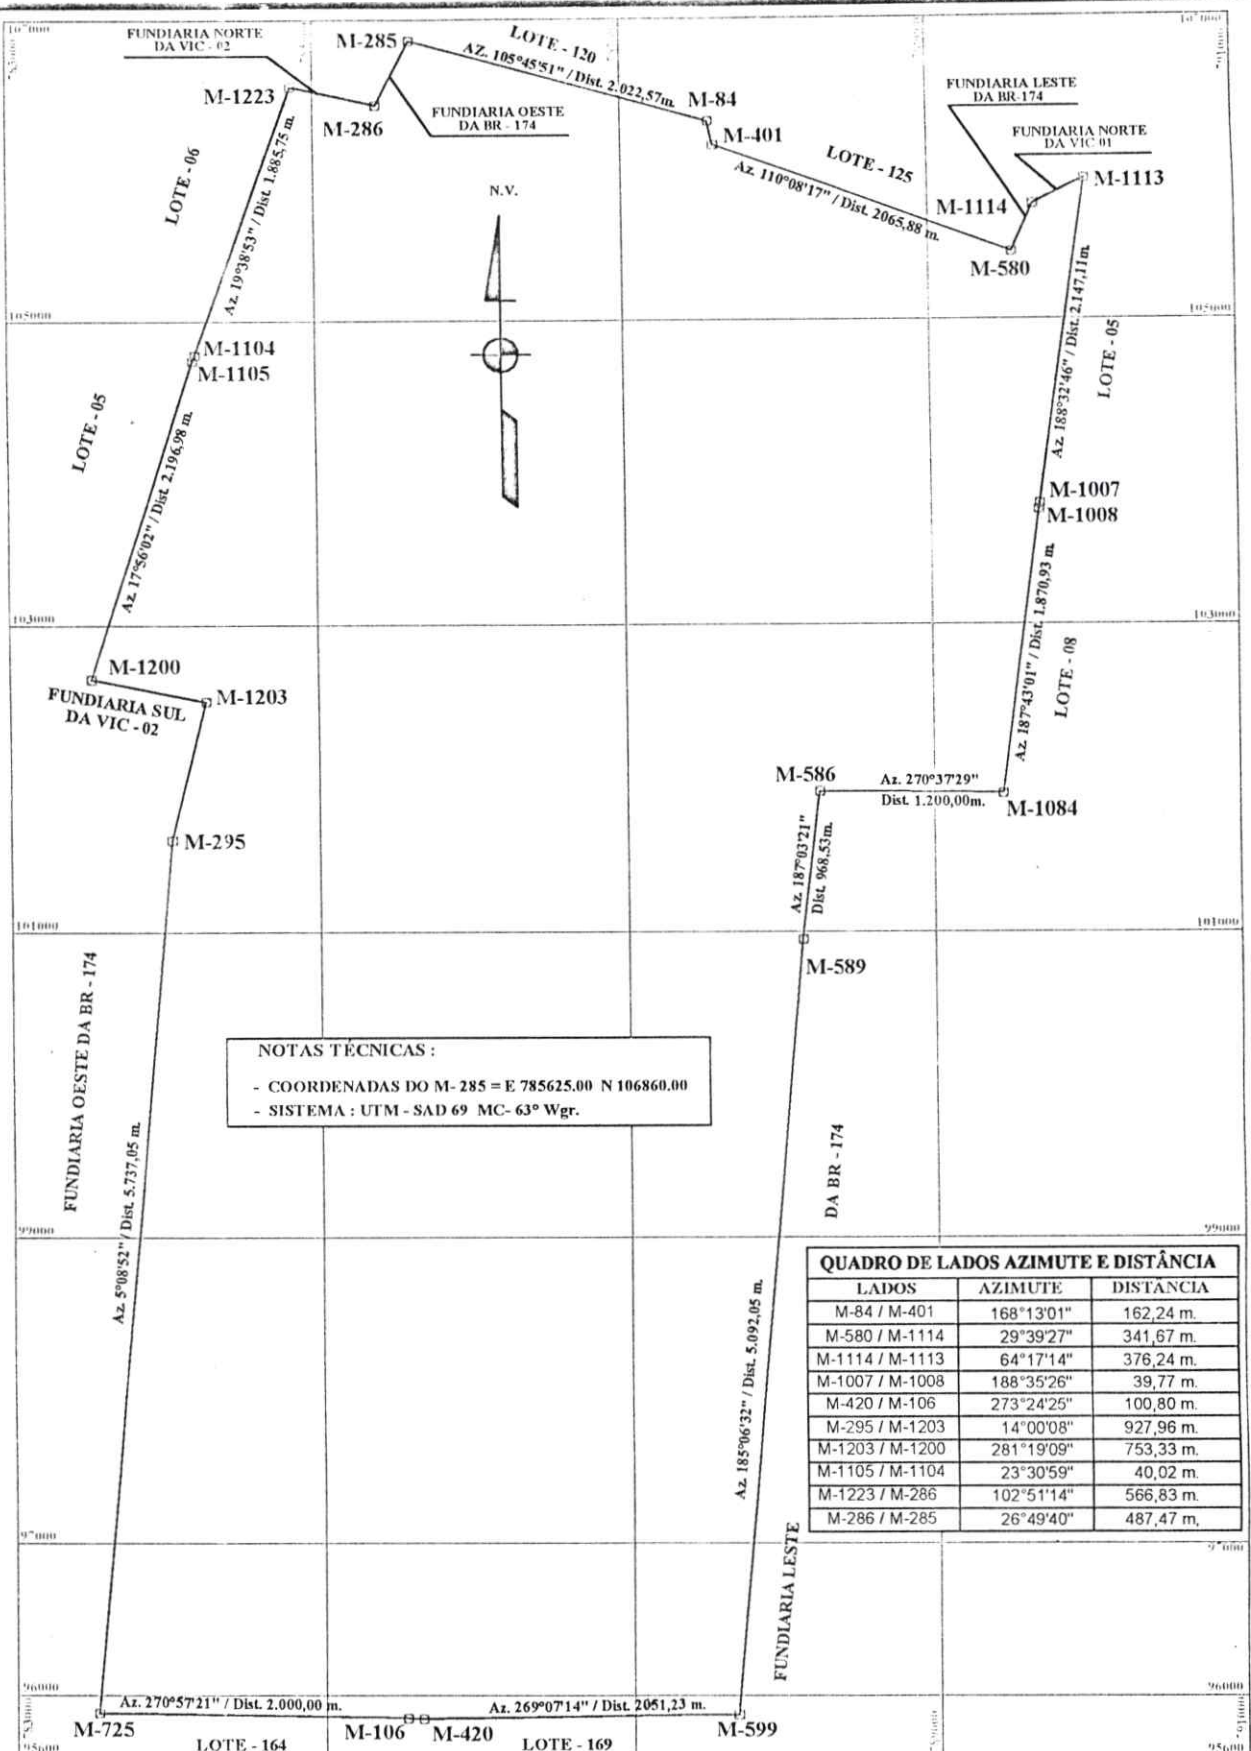 FUNDIARIA NORTE
DA VIC - 02
M-285
LOTE - 120
AZ. 105°45'51" / Dist. 2.022,57m.
M-1223
M-286
FUNDIARIA OESTE
DA BR - 174
M-84
M-401
FUNDIARIA LESTE
DA BR-174
FUNDIARIA NORTE
DA VIC 01
LOTE - 125
Az. 110°08'17" / Dist. 2065,88 m.
M-1113
M-1114
M-580
LOTE - 06
Az. 19°38'53" / Dist. 1.885,75 m.
N.V.
105000
105000
M-1104
M-1105
Az. 188°32'46" / Dist. 2.147,11m.
LOTE - 05
LOTE - 05
Az. 17°56'02" / Dist. 2.196,98 m.
M-1007
M-1008
103000
103000
Az. 187°43'01" / Dist. 1.870,93 m.
LOTE - 08
M-1200
FUNDIARIA SUL
DA VIC - 02
M-1203
M-586
Az. 270°37'29"
Dist. 1.200,00m.
M-1084
M-295
Az. 187°03'21"
Dist. 968,53m.
101000
101000
M-589
FUNDIARIA OESTE DA BR - 174
NOTAS TÉCNICAS :
- COORDENADAS DO M- 285 = E 785625.00 N 106860.00
- SISTEMA : UTM - SAD 69 MC- 63° Wgr.
Az. 5°08'52" / Dist. 5.737,05 m.
DA BR - 174
99000
99000
QUADRO DE LADOS AZIMUTE E DISTÂNCIA
LADOS AZIMUTE DISTÂNCIA
M-84 / M-401 168°13'01" 162,24 m.
M-580 / M-1114 29°39'27" 341,67 m.
M-1114 / M-1113 64°17'14" 376,24 m.
M-1007 / M-1008 188°35'26" 39,77 m.
M-420 / M-106 273°24'25" 100,80 m.
M-295 / M-1203 14°00'08" 927,96 m.
M-1203 / M-1200 281°19'09" 753,33 m.
M-1105 / M-1104 23°30'59" 40,02 m.
M-1223 / M-286 102°51'14" 566,83 m.
M-286 / M-285 26°49'40" 487,47 m,
Az. 185°06'32" / Dist. 5.092,05 m.
FUNDIARIA LESTE
96000
96000
Az. 270°57'21" / Dist. 2.000,00 m.
Az. 269°07'14" / Dist. 2051,23 m.
M-725
M-106
M-420
M-599
LOTE - 164
LOTE - 169
95600
95600